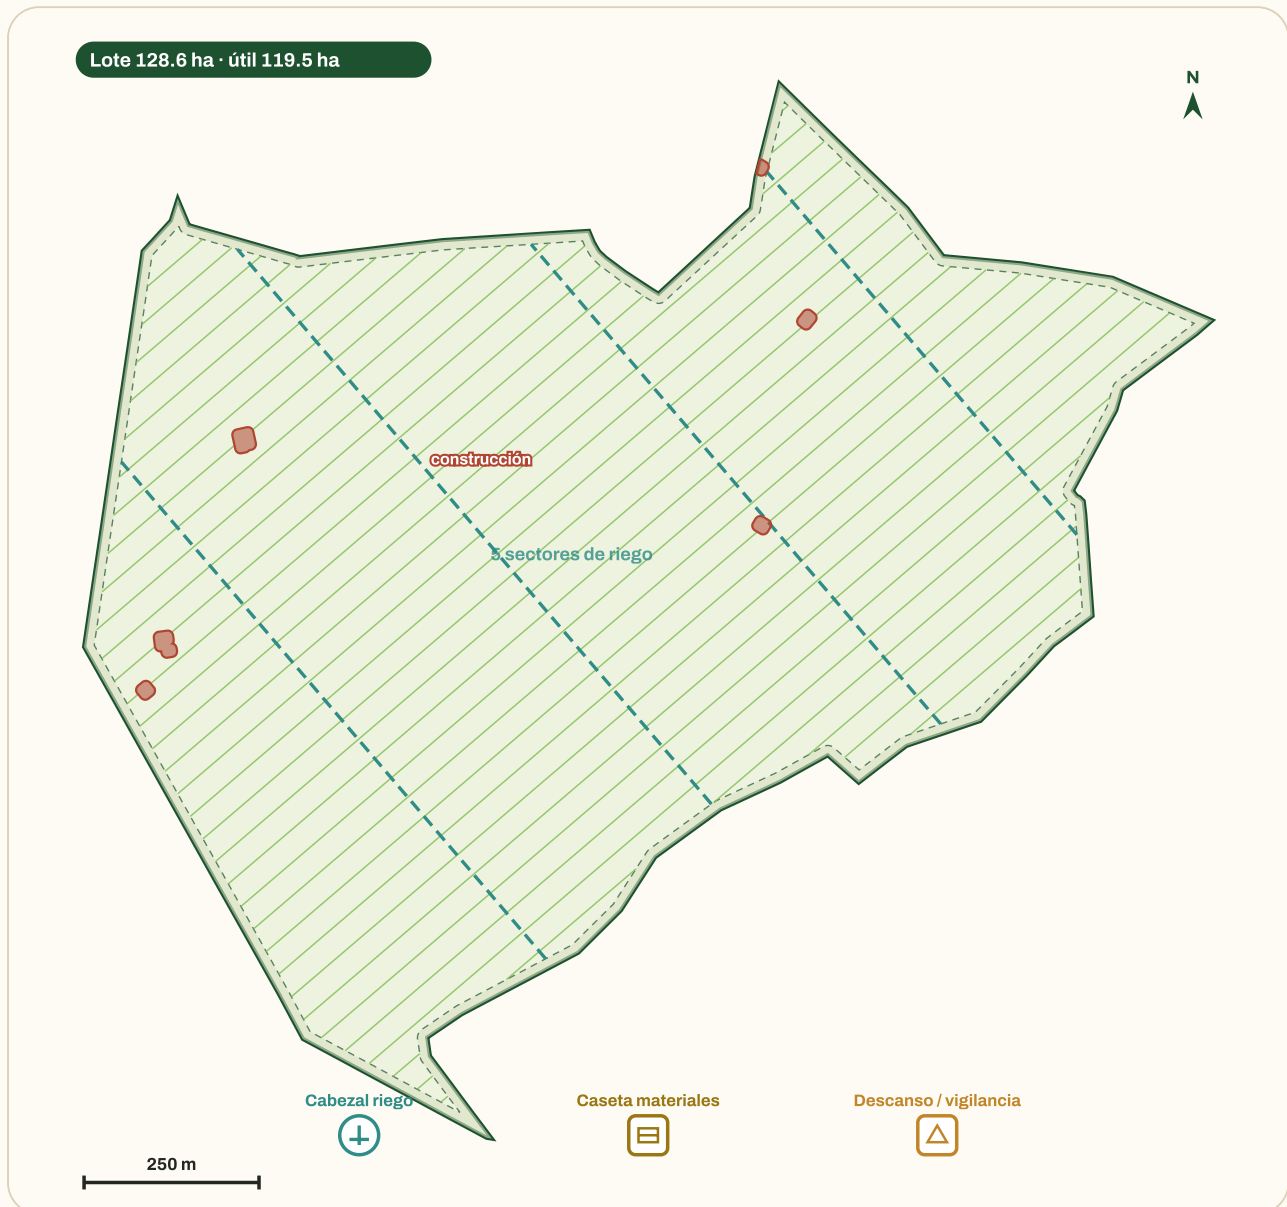 Lote 128.6 ha · útil 119.5 ha
N
construcción
5 sectores de riego
Cabezal riego
Caseta materiales
Descanso / vigilancia
250 m